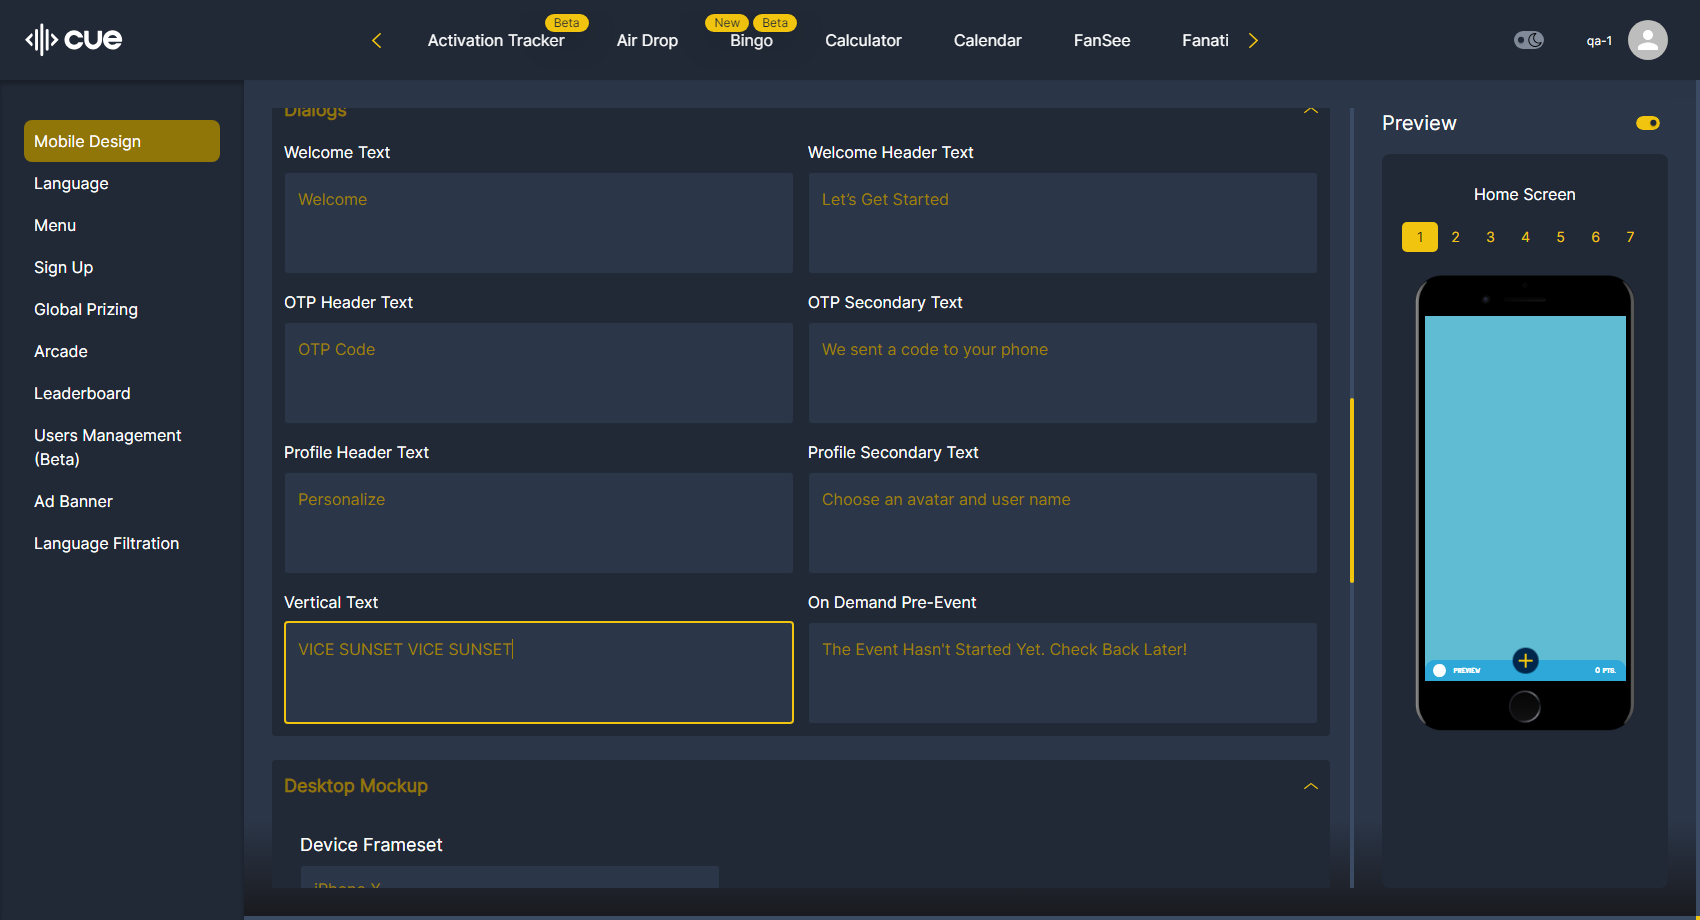 cue
Activation Tracker
Beta
Air Drop
New
Beta
Bingo
Calculator
Calendar
FanSee
Fanati
qa-1
Mobile Design
Language
Menu
Sign Up
Global Prizing
Arcade
Leaderboard
Users Management
(Beta)
Ad Banner
Language Filtration
Dialogs
Welcome Text
Welcome
Welcome Header Text
Let's Get Started
OTP Header Text
OTP Code
OTP Secondary Text
We sent a code to your phone
Profile Header Text
Personalize
Profile Secondary Text
Choose an avatar and user name
Vertical Text
VICE SUNSET VICE SUNSET
On Demand Pre-Event
The Event Hasn't Started Yet. Check Back Later!
Desktop Mockup
Device Frameset
iPhone X
Preview
Home Screen
1 2 3 4 5 6 7
PREVIEW
0 PTS.